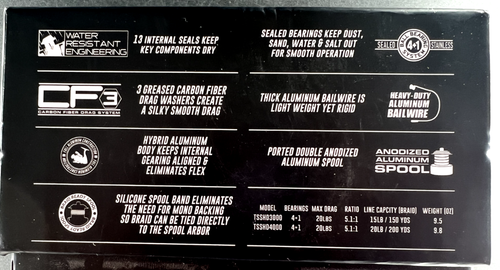 WATER
RESISTANT
ENGINEERING
13 INTERNAL SEALS KEEP
KEY COMPONENTS DRY
SEALED BEARINGS KEEP DUST,
SAND, WATER & SALT OUT
FOR SMOOTH OPERATION
SEALED 4+1 STAINLESS
CF3
CARBON FIBER DRAG SYSTEM
3 GREASED CARBON FIBER
DRAG WASHERS CREATE
A SILKY SMOOTH DRAG
THICK ALUMINUM BAILWIRE IS
LIGHT WEIGHT YET RIGID
HEAVY-DUTY
ALUMINUM
BAILWIRE
HYBRID ALUMINUM
BODY KEEPS INTERNAL
GEARING ALIGNED &
ELIMINATES FLEX
PORTED DOUBLE ANODIZED
ALUMINUM SPOOL
ANODIZED
ALUMINUM
SPOOL
SILICONE SPOOL BAND ELIMINATES
THE NEED FOR MONO BACKING
SO BRAID CAN BE TIED DIRECTLY
TO THE SPOOL ARBOR
MODEL BEARINGS MAX DRAG RATIO LINE CAPCITY (BRAID) WEIGHT (OZ)
TSSHD3000 4+1 20LBS 5.1:1 15LB / 150 YDS 9.5
TSSHD4000 4+1 20LBS 5.1:1 20LB / 200 YDS 9.8